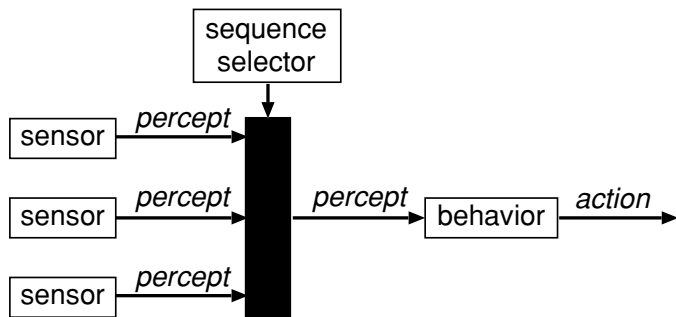 sequence
selector
percept
sensor
percept
percept
action
sensor
behavior
percept
sensor